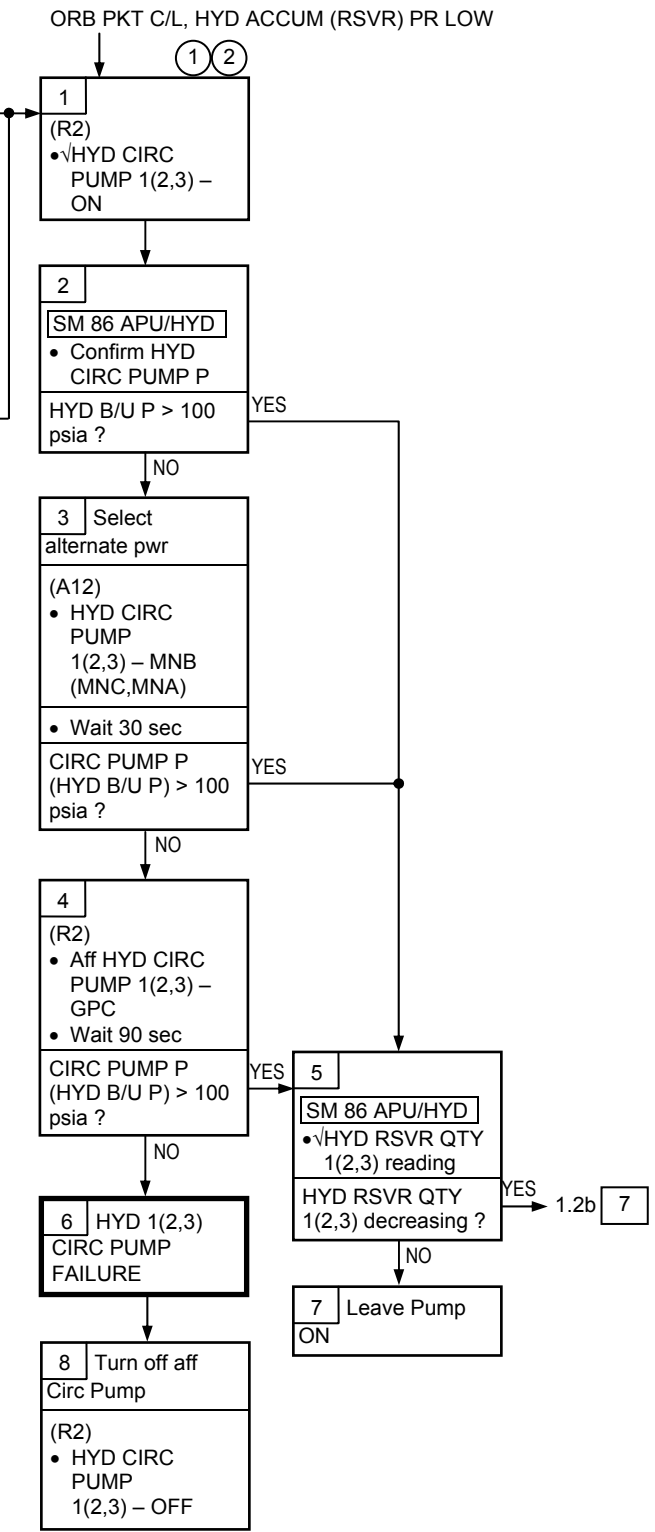 ORB PKT C/L, HYD ACCUM (RSVR) PR LOW
1 2
1
(R2)
•√HYD CIRC
PUMP 1(2,3) –
ON
2
SM 86 APU/HYD
• Confirm HYD
CIRC PUMP P
HYD B/U P > 100
psia ?
YES
NO
3 Select
alternate pwr
(A12)
• HYD CIRC
PUMP
1(2,3) – MNB
(MNC,MNA)
• Wait 30 sec
CIRC PUMP P
(HYD B/U P) > 100
psia ?
YES
NO
4
(R2)
• Aff HYD CIRC
PUMP 1(2,3) –
GPC
• Wait 90 sec
CIRC PUMP P
(HYD B/U P) > 100
psia ?
YES
NO
5
SM 86 APU/HYD
•√HYD RSVR QTY
1(2,3) reading
HYD RSVR QTY
1(2,3) decreasing ?
YES
1.2b 7
NO
6 HYD 1(2,3)
CIRC PUMP
FAILURE
7 Leave Pump
ON
8 Turn off aff
Circ Pump
(R2)
• HYD CIRC
PUMP
1(2,3) – OFF